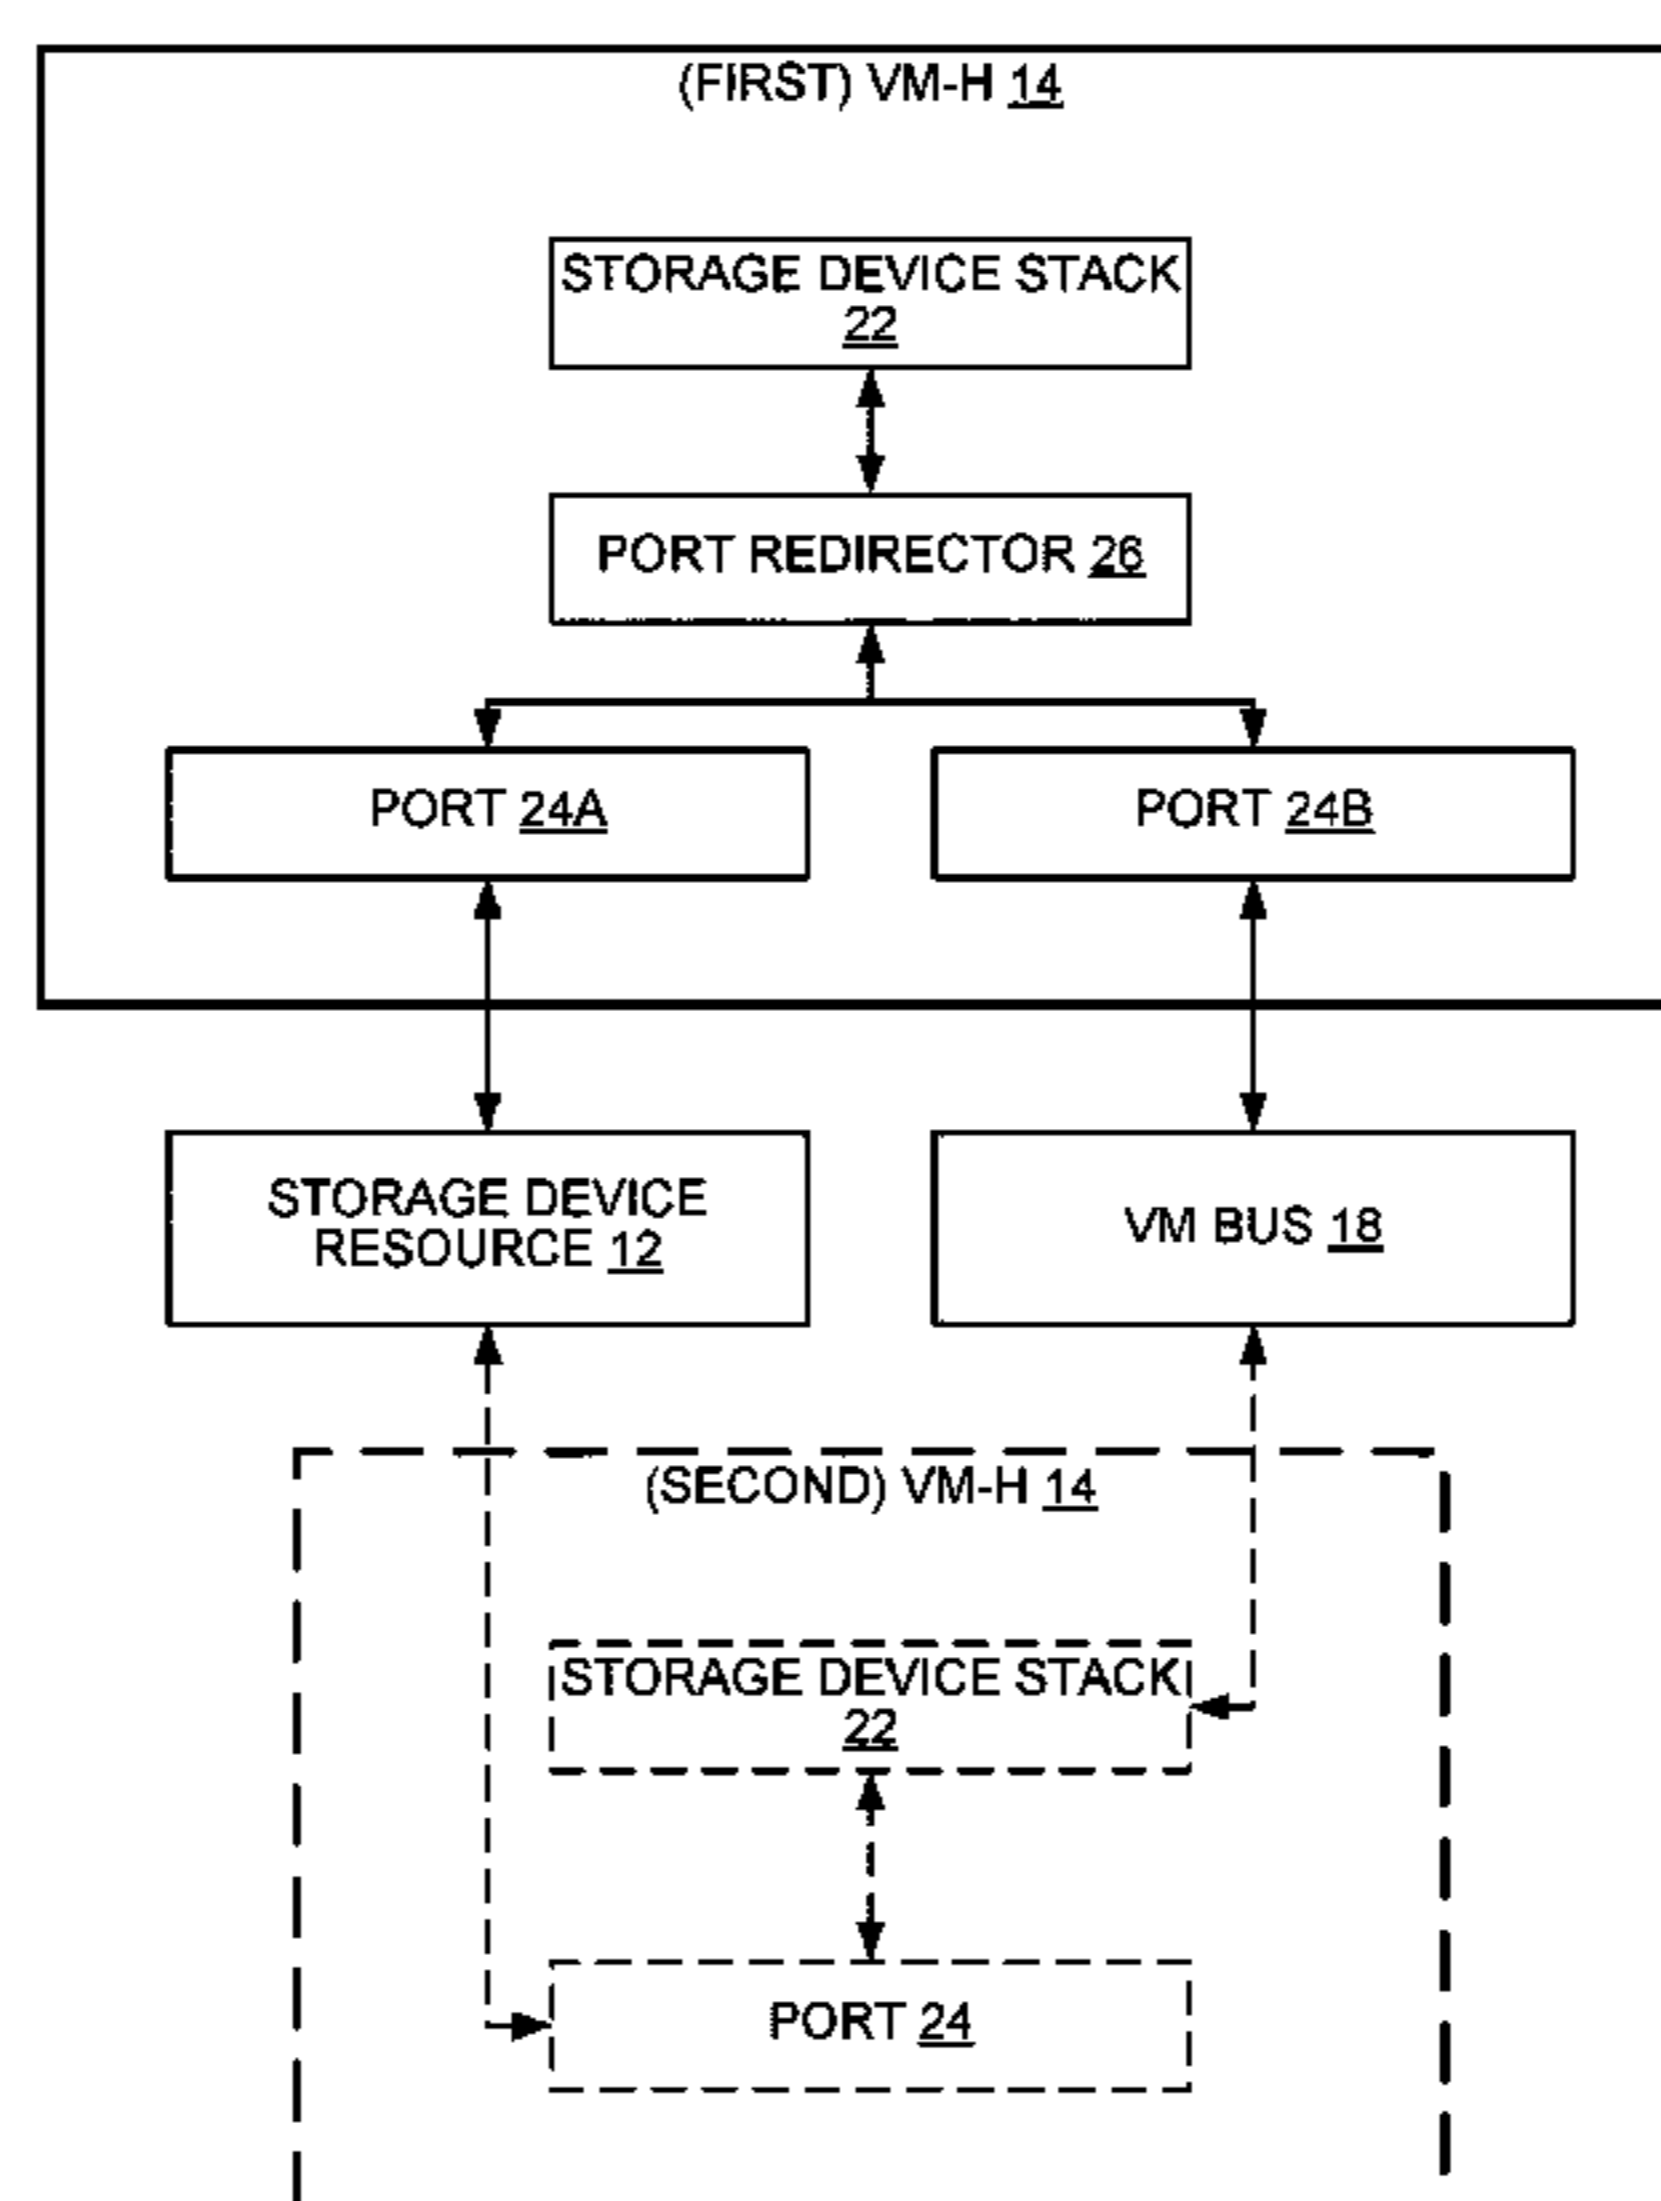 (FIRST) VM-H 14
STORAGE DEVICE STACK
22
PORT REDIRECTOR 26
PORT 24A
PORT 24B
STORAGE DEVICE
RESOURCE 12
VM BUS 18
(SECOND) VM-H 14
STORAGE DEVICE STACK
22
PORT 24